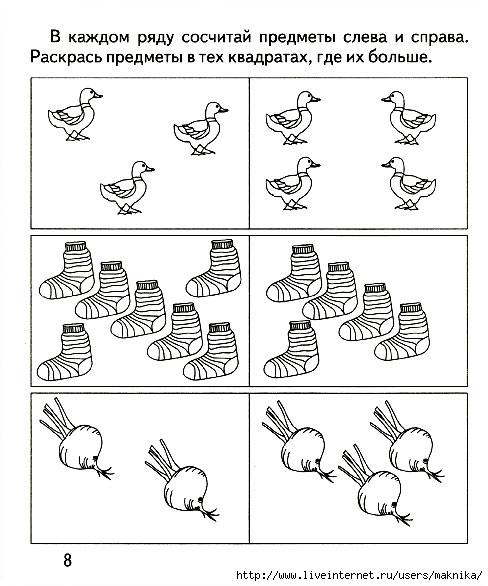 В каждом ряду сосчитай предметы слева и справа.
Раскрась предметы в тех квадратах, где их больше.
8
http://www.liveinternet.ru/users/maknika/